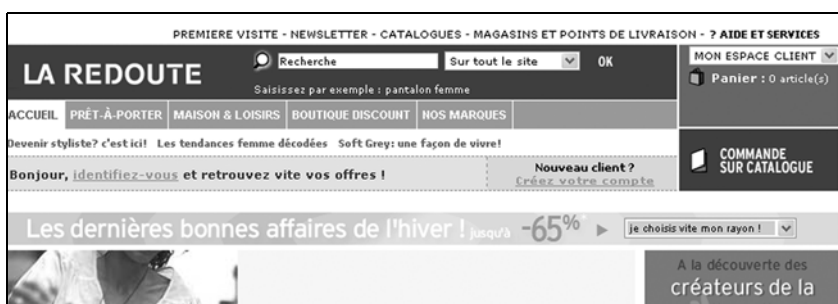 PREMIERE VISITE - NEWSLETTER - CATALOGUES - MAGASINS ET POINTS DE LIVRAISON - ? AIDE ET SERVICES
LA REDOUTE
Recherche
Sur tout le site
OK
Saisissez par exemple : pantalon femme
MON ESPACE CLIENT
Panier : 0 article(s)
ACCUEIL PRÊT-À-PORTER MAISON & LOISIRS BOUTIQUE DISCOUNT NOS MARQUES
Devenir styliste? c'est ici! Les tendances femme décodées Soft Grey: une façon de vivre!
Bonjour, identifiez-vous et retrouvez vite vos offres !
Nouveau client ?
Créez votre compte
COMMANDE
SUR CATALOGUE
Les dernières bonnes affaires de l'hiver ! jusqu'à -65%*
je choisis vite mon rayon !
A la découverte des
créateurs de la